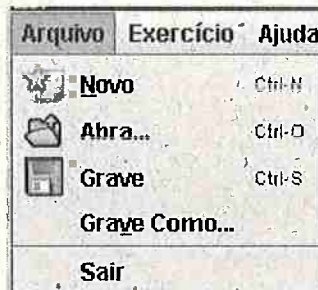 Arquivo Exercício Ajuda
Novo Ctrl-N
Abra... Ctrl-O
Grave Ctrl-S
Grave Como...
Sair